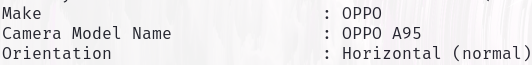 Make : OPPO
Camera Model Name : OPPO A95
Orientation : Horizontal (normal)